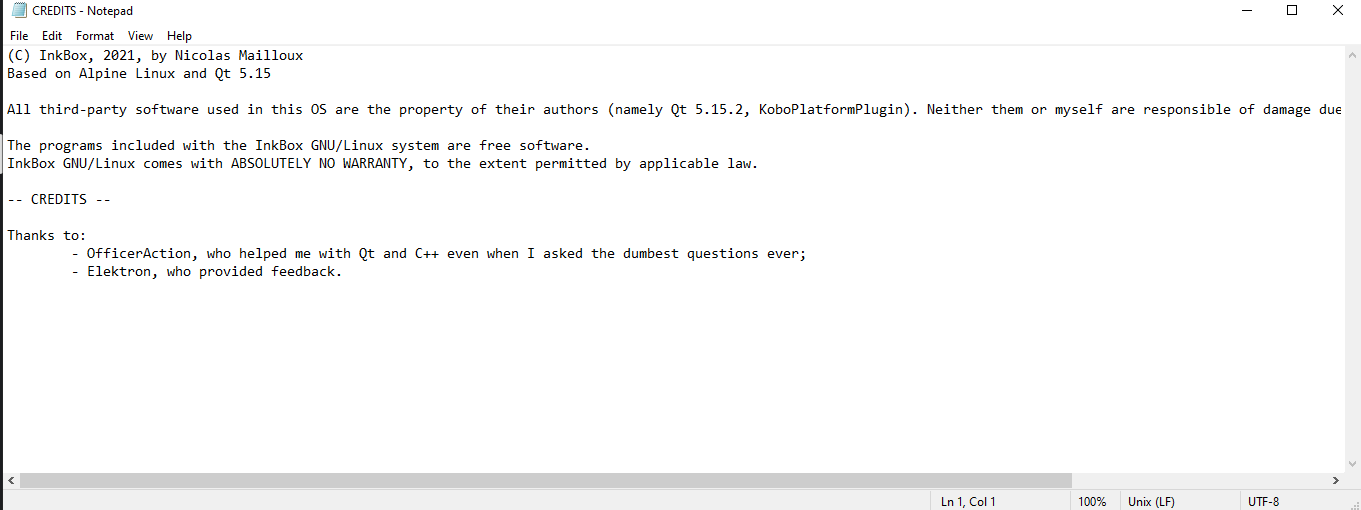 CREDITS - Notepad
File Edit Format View Help
(C) InkBox, 2021, by Nicolas Mailloux
Based on Alpine Linux and Qt 5.15
All third-party software used in this OS are the property of their authors (namely Qt 5.15.2, KoboPlatformPlugin). Neither them or myself are responsible of damage due
The programs included with the InkBox GNU/Linux system are free software.
InkBox GNU/Linux comes with ABSOLUTELY NO WARRANTY, to the extent permitted by applicable law.
-- CREDITS --
Thanks to:
- OfficerAction, who helped me with Qt and C++ even when I asked the dumbest questions ever;
- Elektron, who provided feedback.
Ln 1, Col 1 100% Unix (LF) UTF-8